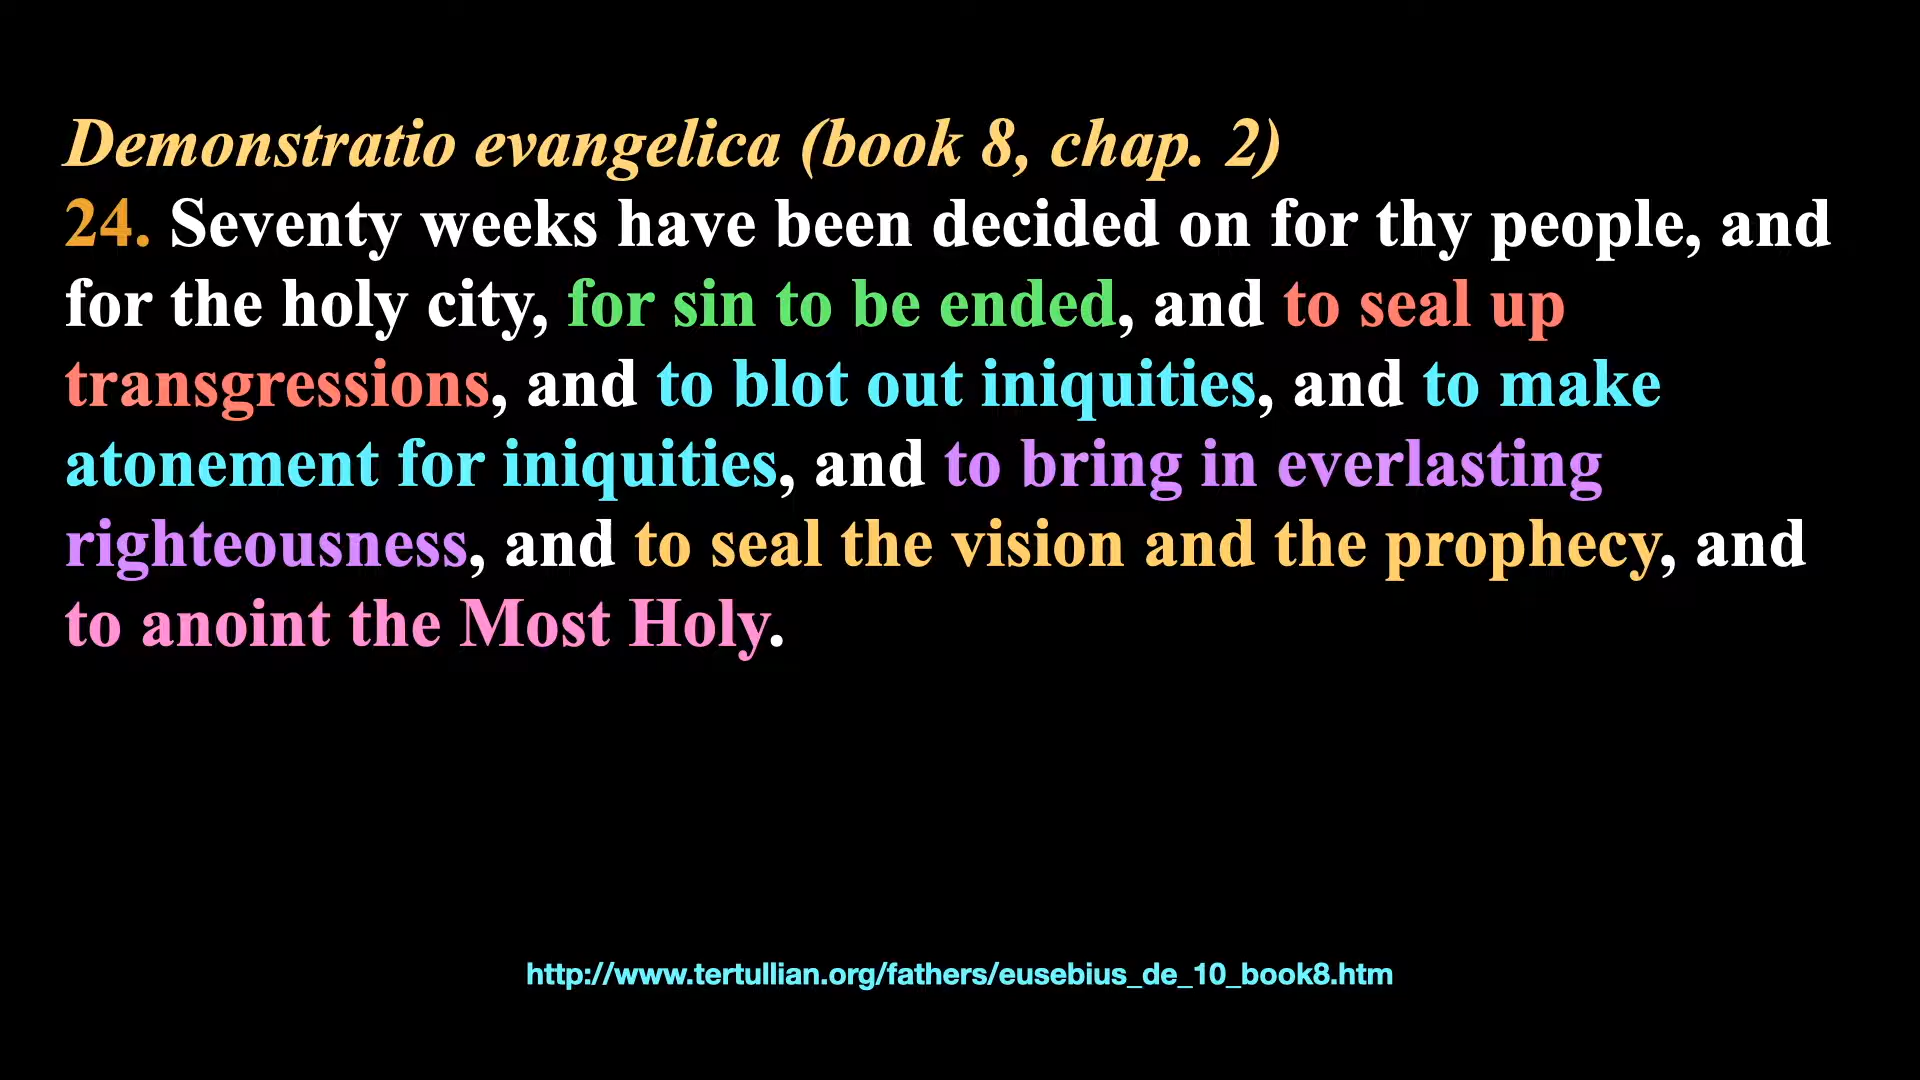 Demonstratio evangelica (book 8, chap. 2)
24. Seventy weeks have been decided on for thy people, and
for the holy city, for sin to be ended, and to seal up
transgressions, and to blot out iniquities, and to make
atonement for iniquities, and to bring in everlasting
righteousness, and to seal the vision and the prophecy, and
to anoint the Most Holy.
http://www.tertullian.org/fathers/eusebius_de_10_book8.htm